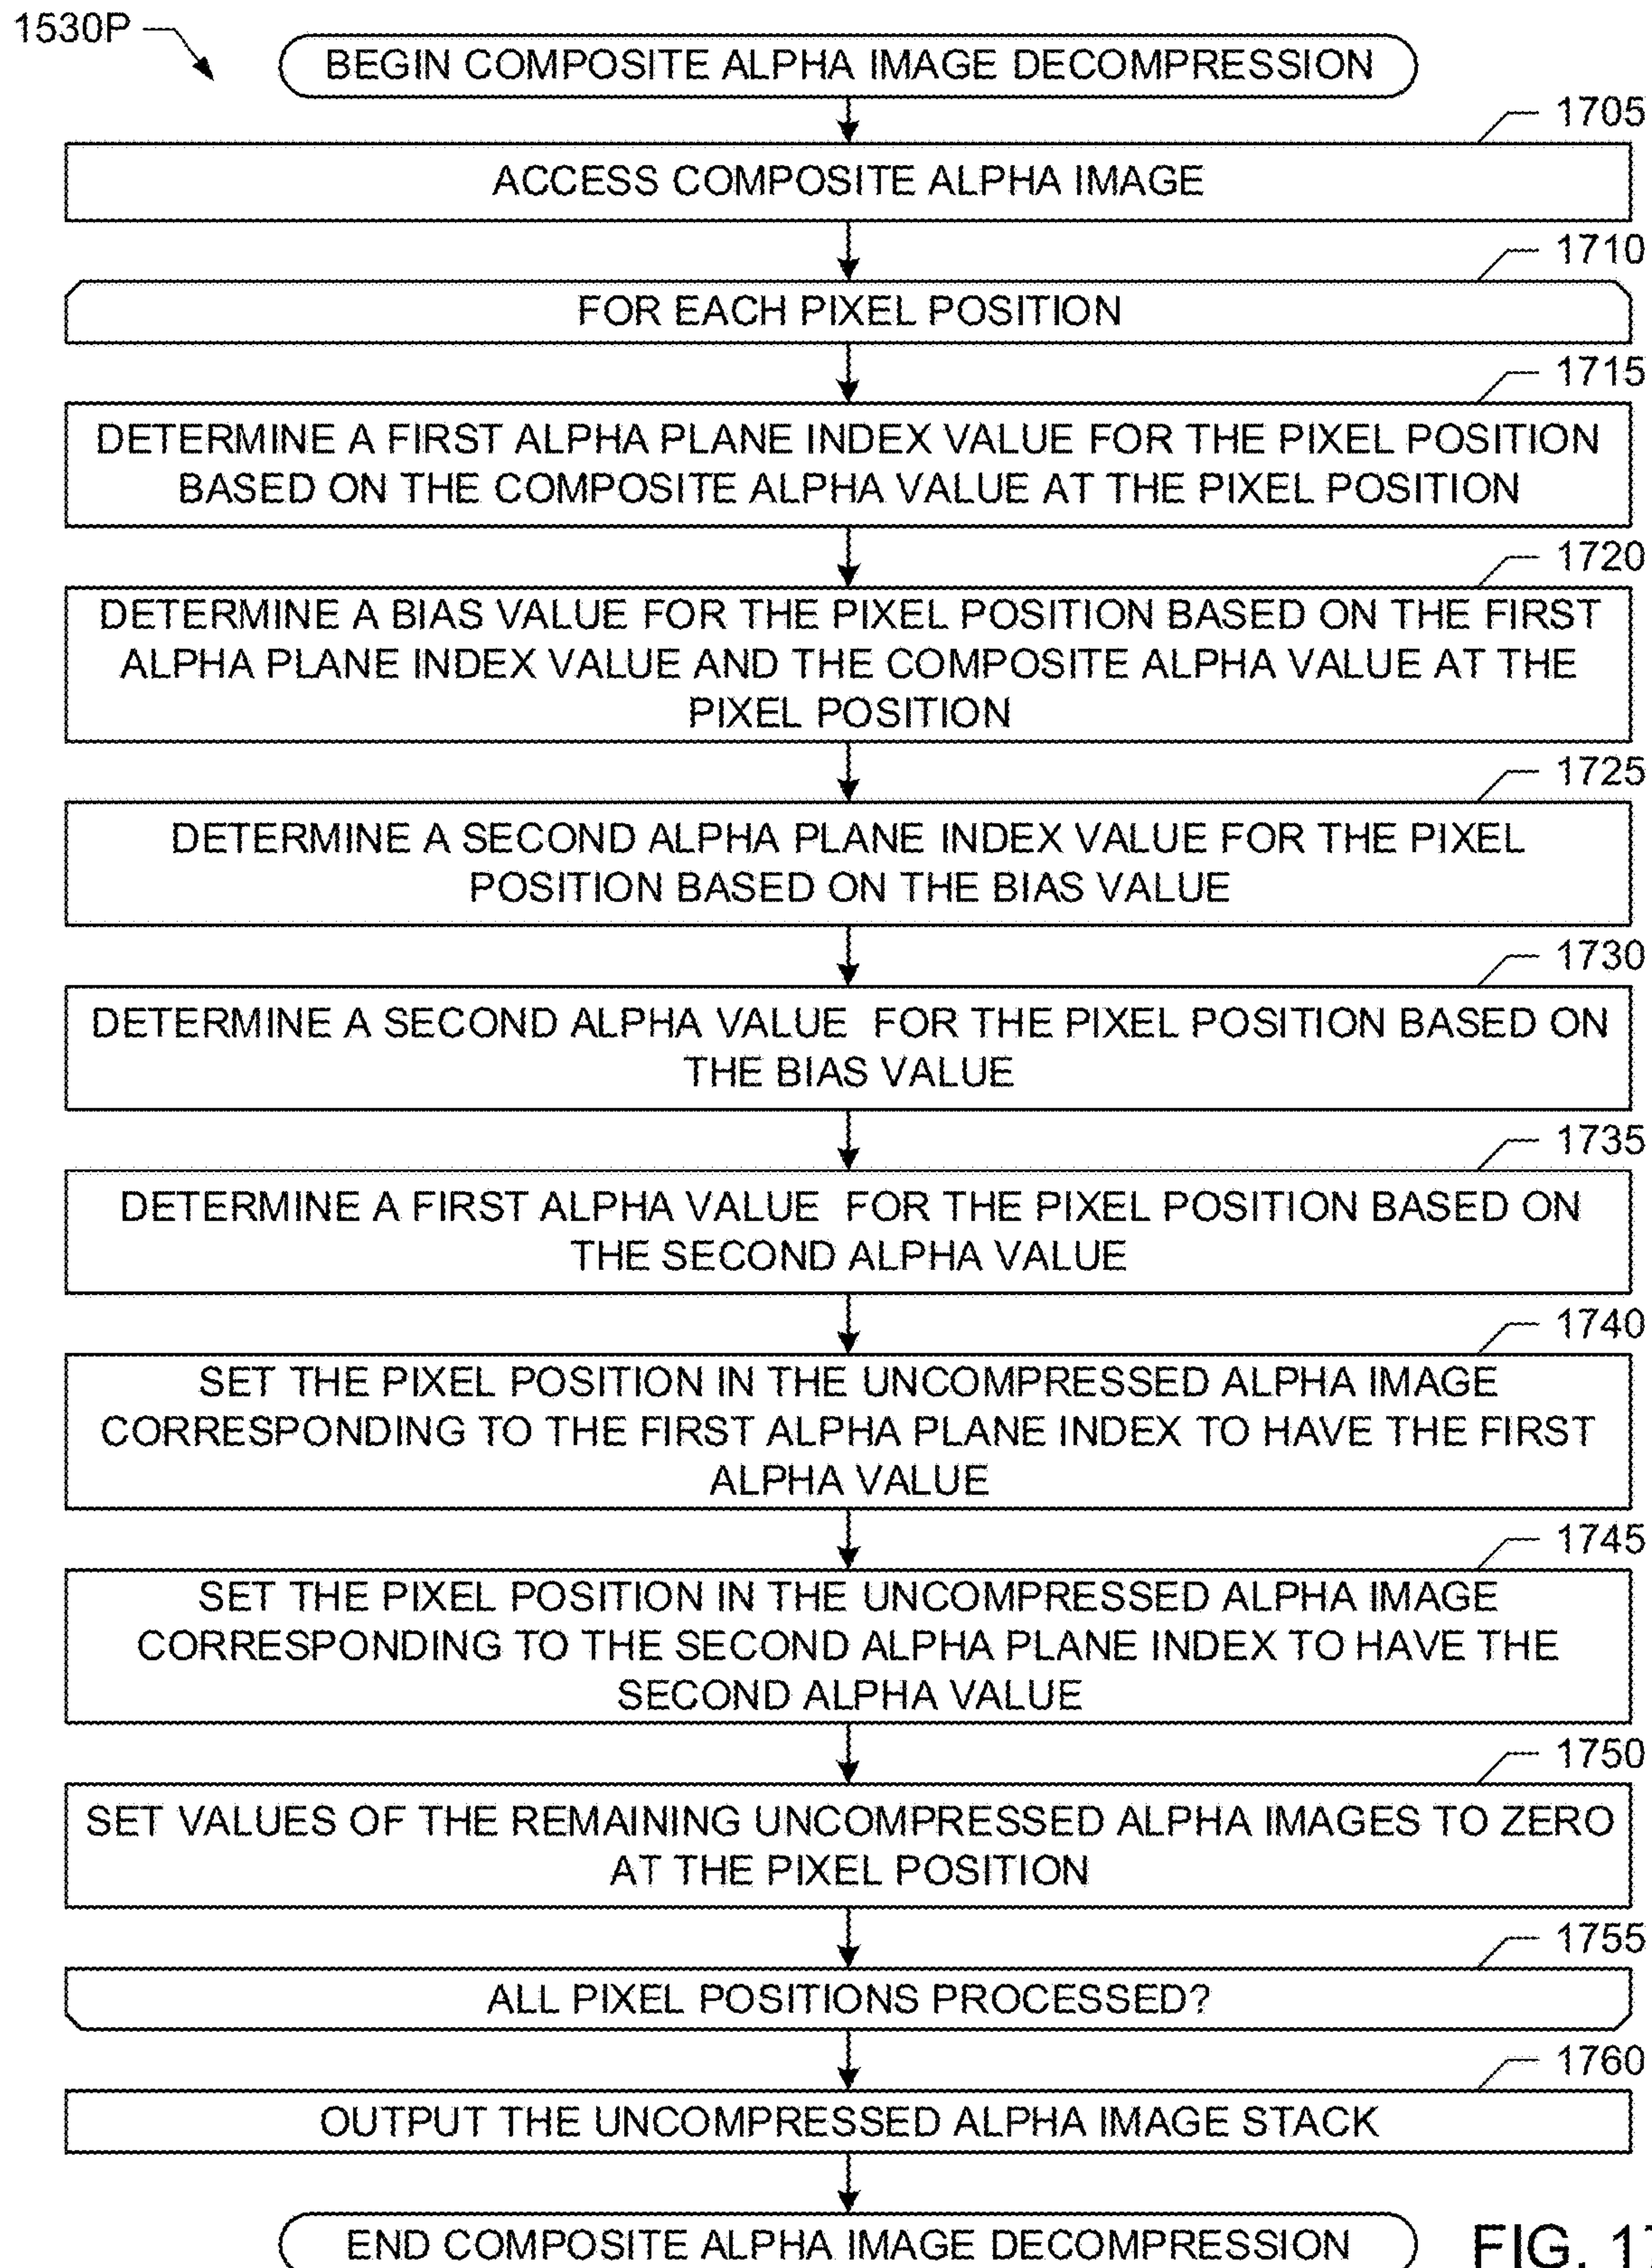 1530P
BEGIN COMPOSITE ALPHA IMAGE DECOMPRESSION
1705
ACCESS COMPOSITE ALPHA IMAGE
1710
FOR EACH PIXEL POSITION
1715
DETERMINE A FIRST ALPHA PLANE INDEX VALUE FOR THE PIXEL POSITION
BASED ON THE COMPOSITE ALPHA VALUE AT THE PIXEL POSITION
1720
DETERMINE A BIAS VALUE FOR THE PIXEL POSITION BASED ON THE FIRST
ALPHA PLANE INDEX VALUE AND THE COMPOSITE ALPHA VALUE AT THE
PIXEL POSITION
1725
DETERMINE A SECOND ALPHA PLANE INDEX VALUE FOR THE PIXEL
POSITION BASED ON THE BIAS VALUE
1730
DETERMINE A SECOND ALPHA VALUE FOR THE PIXEL POSITION BASED ON
THE BIAS VALUE
1735
DETERMINE A FIRST ALPHA VALUE FOR THE PIXEL POSITION BASED ON
THE SECOND ALPHA VALUE
1740
SET THE PIXEL POSITION IN THE UNCOMPRESSED ALPHA IMAGE
CORRESPONDING TO THE FIRST ALPHA PLANE INDEX TO HAVE THE FIRST
ALPHA VALUE
1745
SET THE PIXEL POSITION IN THE UNCOMPRESSED ALPHA IMAGE
CORRESPONDING TO THE SECOND ALPHA PLANE INDEX TO HAVE THE
SECOND ALPHA VALUE
1750
SET VALUES OF THE REMAINING UNCOMPRESSED ALPHA IMAGES TO ZERO
AT THE PIXEL POSITION
1755
ALL PIXEL POSITIONS PROCESSED?
1760
OUTPUT THE UNCOMPRESSED ALPHA IMAGE STACK
END COMPOSITE ALPHA IMAGE DECOMPRESSION
FIG. 17